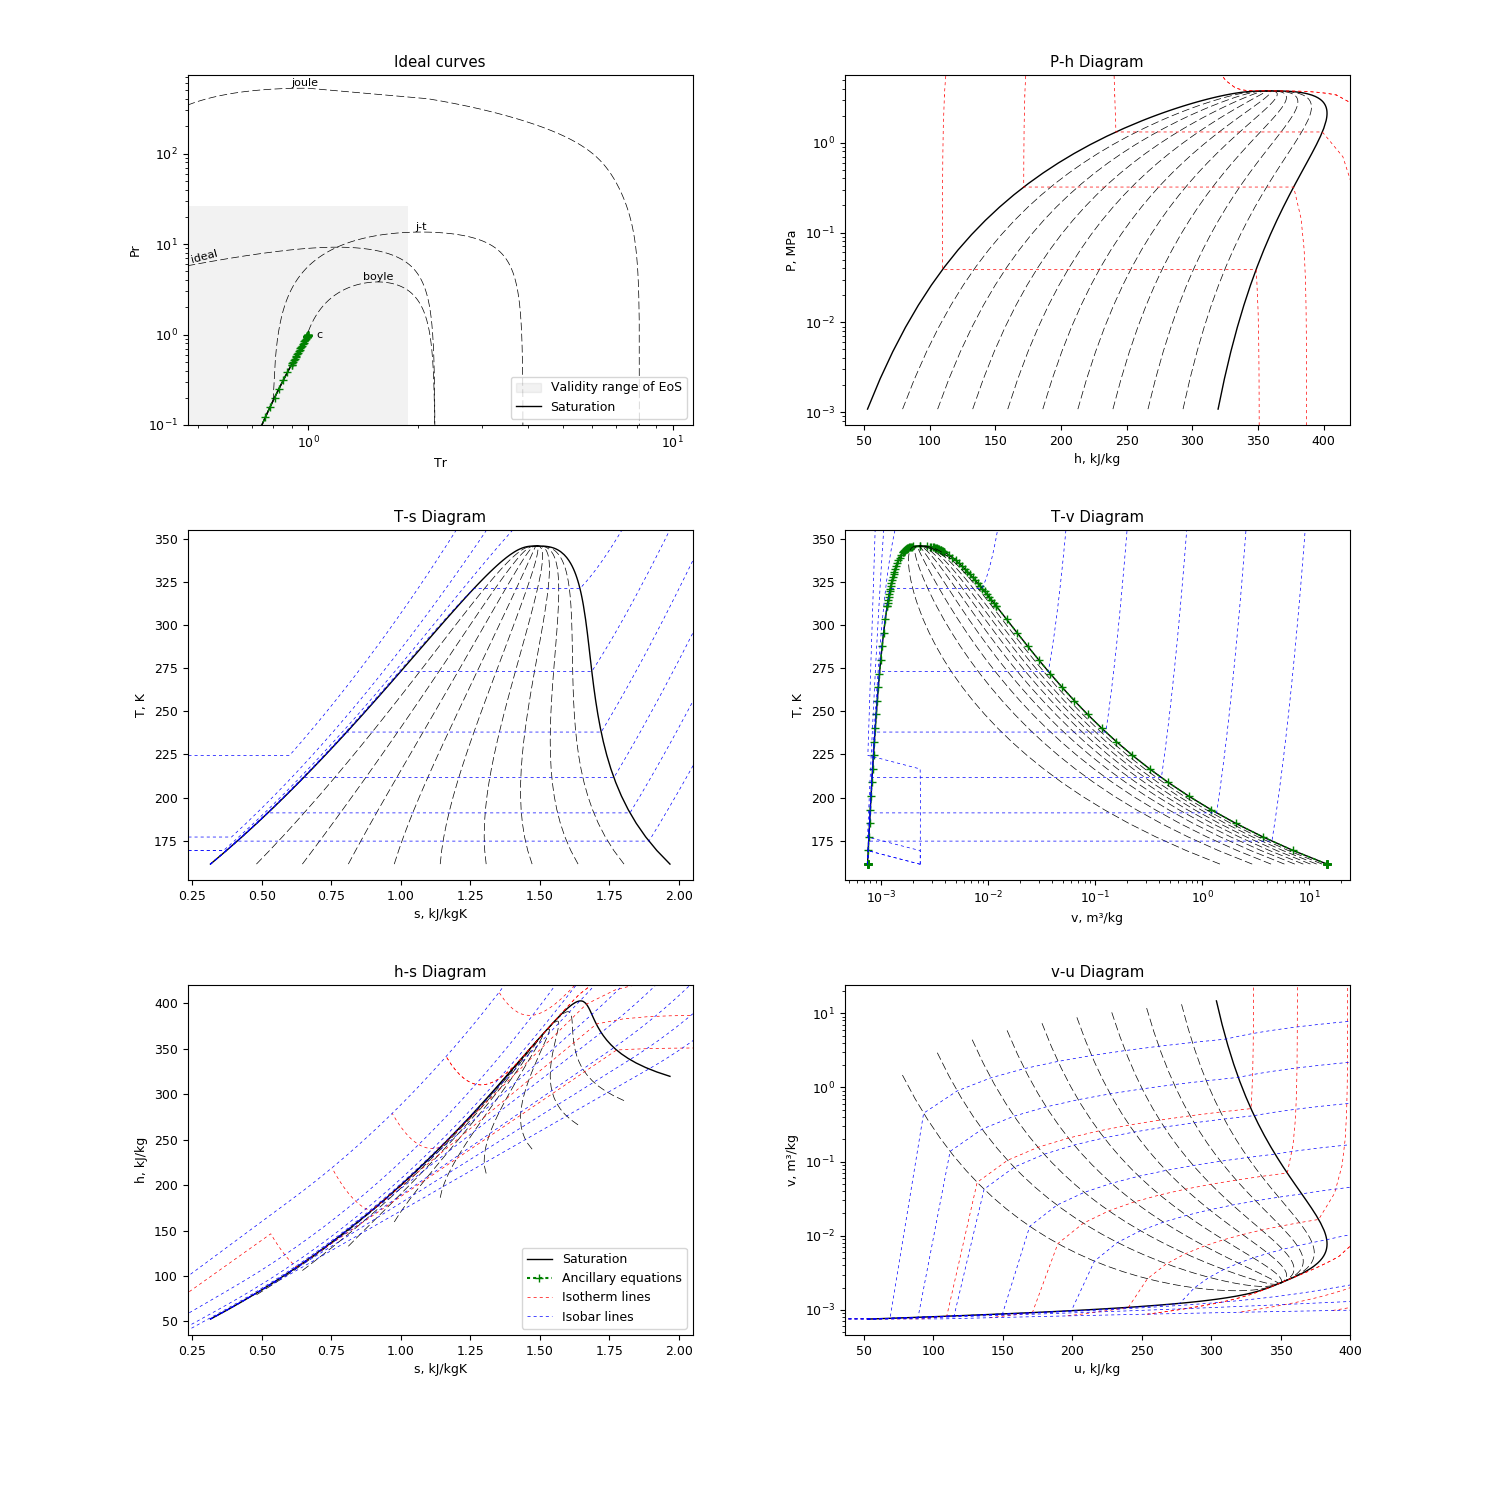 Ideal curves
joule
j-t
ideal
boyle
c
Validity range of EoS
Saturation
10² 10¹ 10⁰ 10⁻¹
Pr
10⁰ 10¹
Tr
P-h Diagram
10⁰ 10⁻¹ 10⁻² 10⁻³
P, MPa
50 100 150 200 250 300 350 400
h, kJ/kg
T-s Diagram
350 325 300 275 250 225 200 175
T, K
0.25 0.50 0.75 1.00 1.25 1.50 1.75 2.00
s, kJ/kgK
T-v Diagram
350 325 300 275 250 225 200 175
T, K
10⁻³ 10⁻² 10⁻¹ 10⁰ 10¹
v, m³/kg
h-s Diagram
400 350 300 250 200 150 100 50
h, kJ/kg
Saturation
Ancillary equations
Isotherm lines
Isobar lines
0.25 0.50 0.75 1.00 1.25 1.50 1.75 2.00
s, kJ/kgK
v-u Diagram
10¹ 10⁰ 10⁻¹ 10⁻² 10⁻³
v, m³/kg
50 100 150 200 250 300 350 400
u, kJ/kg